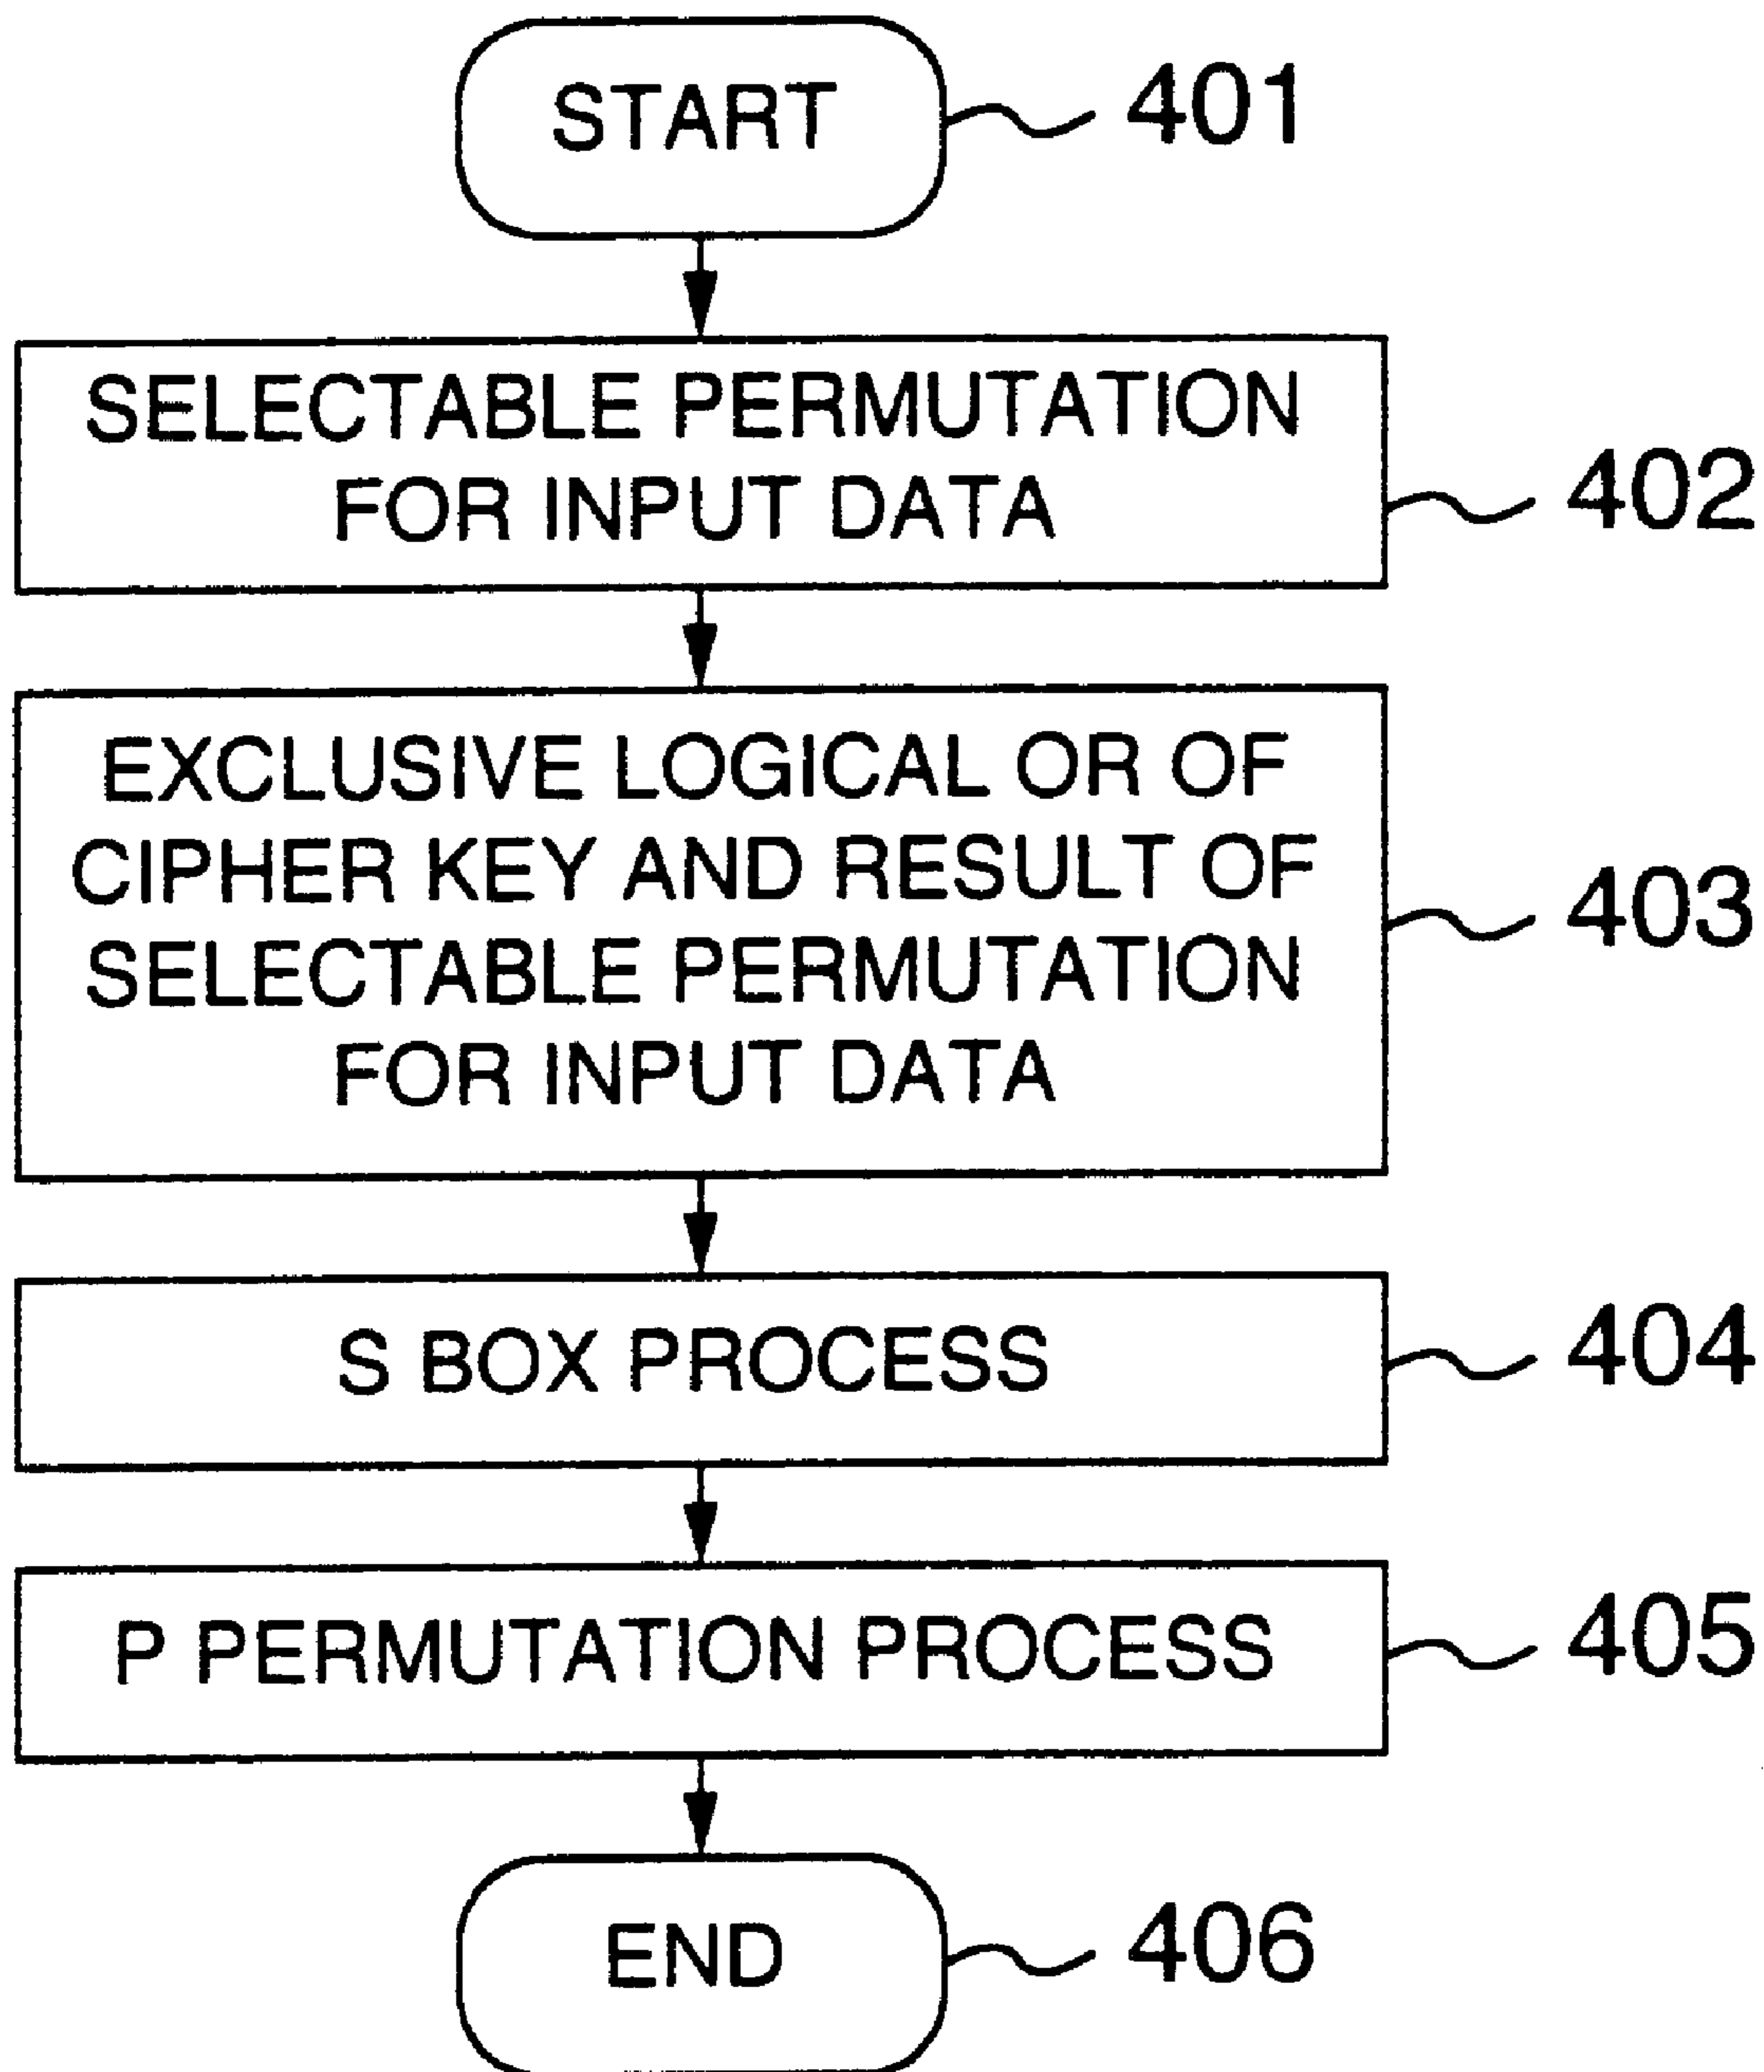 START
401
SELECTABLE PERMUTATION
FOR INPUT DATA
402
EXCLUSIVE LOGICAL OR OF
CIPHER KEY AND RESULT OF
SELECTABLE PERMUTATION
FOR INPUT DATA
403
S BOX PROCESS
404
P PERMUTATION PROCESS
405
END
406